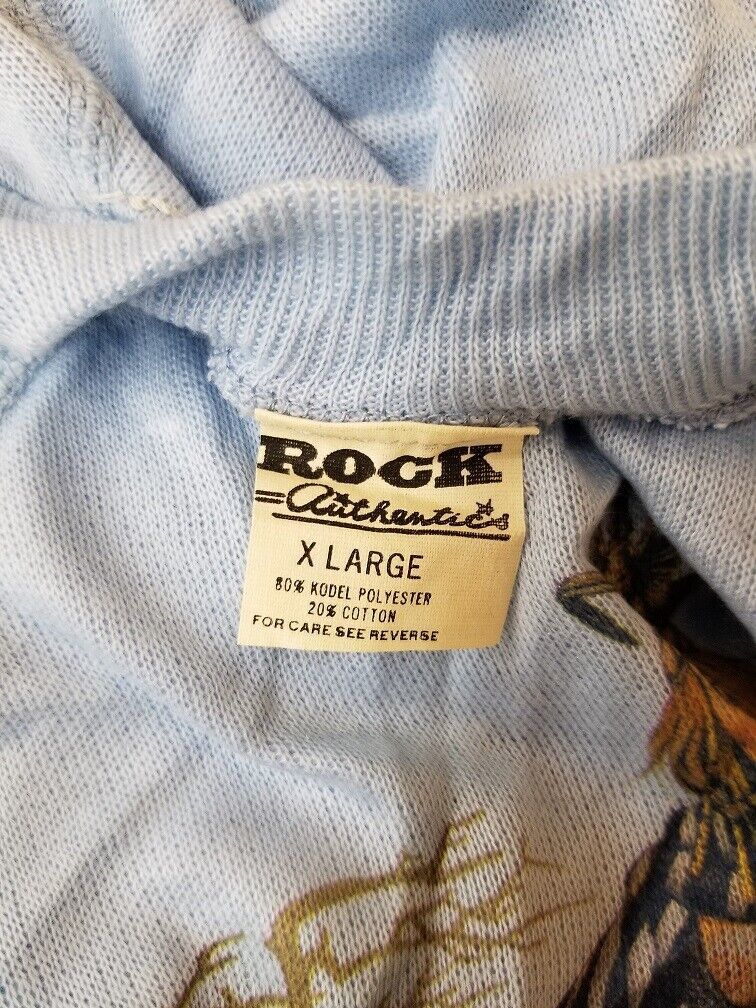 ROCK
Authentics
X LARGE
80% KODEL POLYESTER
20% COTTON
FOR CARE SEE REVERSE